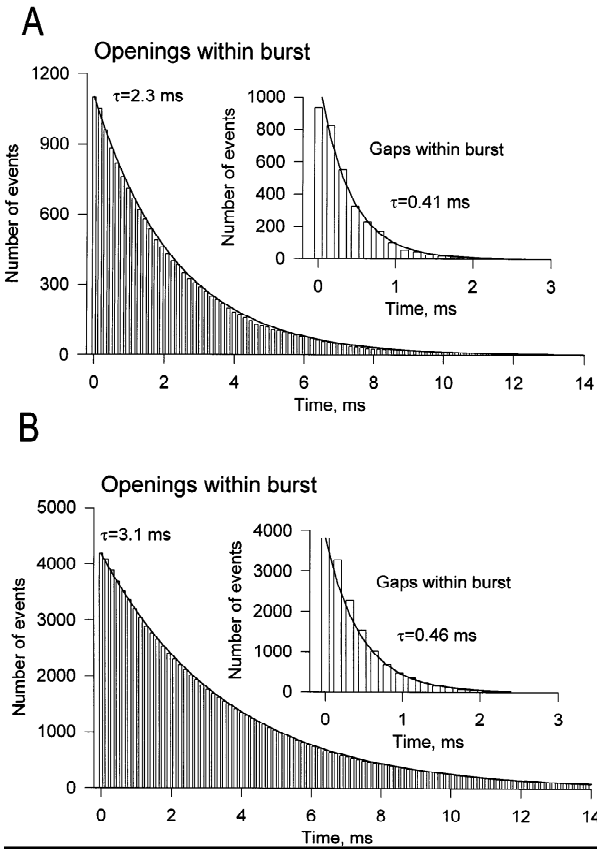 A
Openings within burst
1200
900
600
300
0
Number of events
τ=2.3 ms
0 2 4 6 8 10 12 14
Time, ms
1000
800
600
400
200
0
Number of events
Gaps within burst
τ=0.41 ms
0 1 2 3
Time, ms
B
Openings within burst
5000
4000
3000
2000
1000
0
Number of events
τ=3.1 ms
0 2 4 6 8 10 12 14
Time, ms
4000
3000
2000
1000
0
Number of events
Gaps within burst
τ=0.46 ms
0 1 2 3
Time, ms